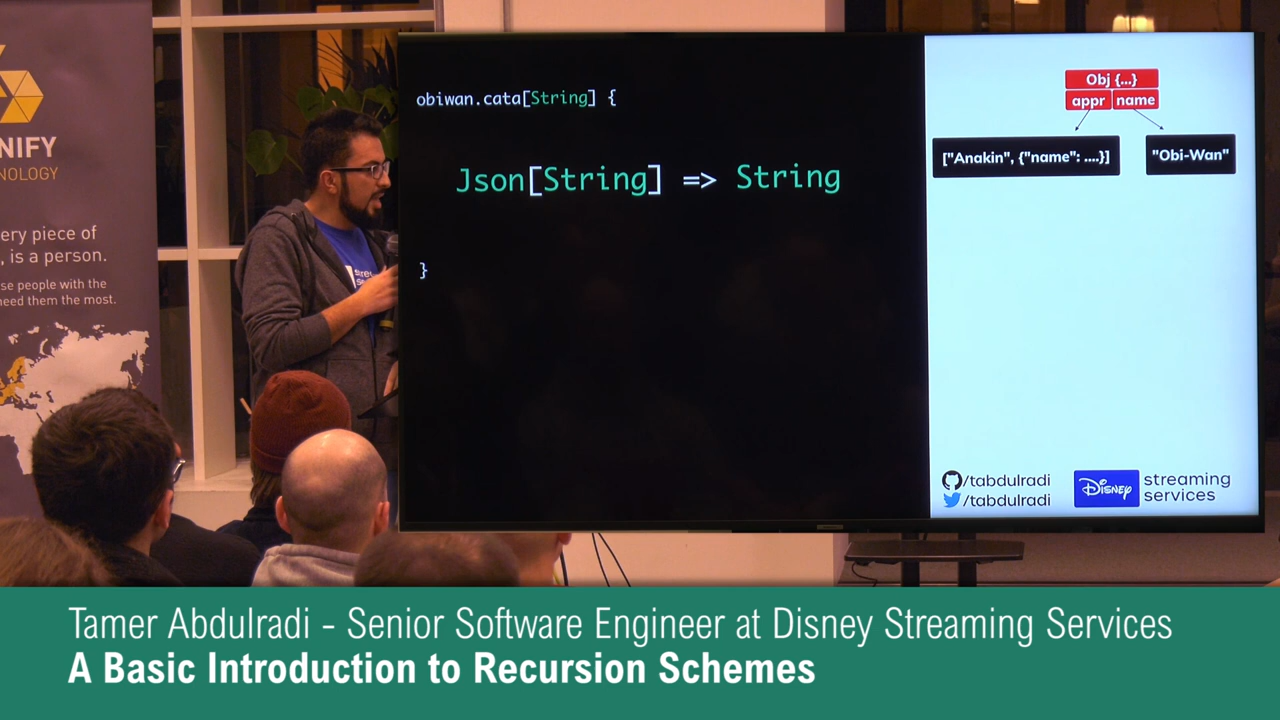 NIFY
NOLOGY
ery piece of
, is a person.
se people with the
need them the most.
obiwan.cata[String] {
Json[String] => String
}
Obj {...}
appr name
["Anakin", {"name": ....}]
"Obi-Wan"
/tabdulradi
/tabdulradi
Disney
streaming
services
Tamer Abdulradi - Senior Software Engineer at Disney Streaming Services
A Basic Introduction to Recursion Schemes